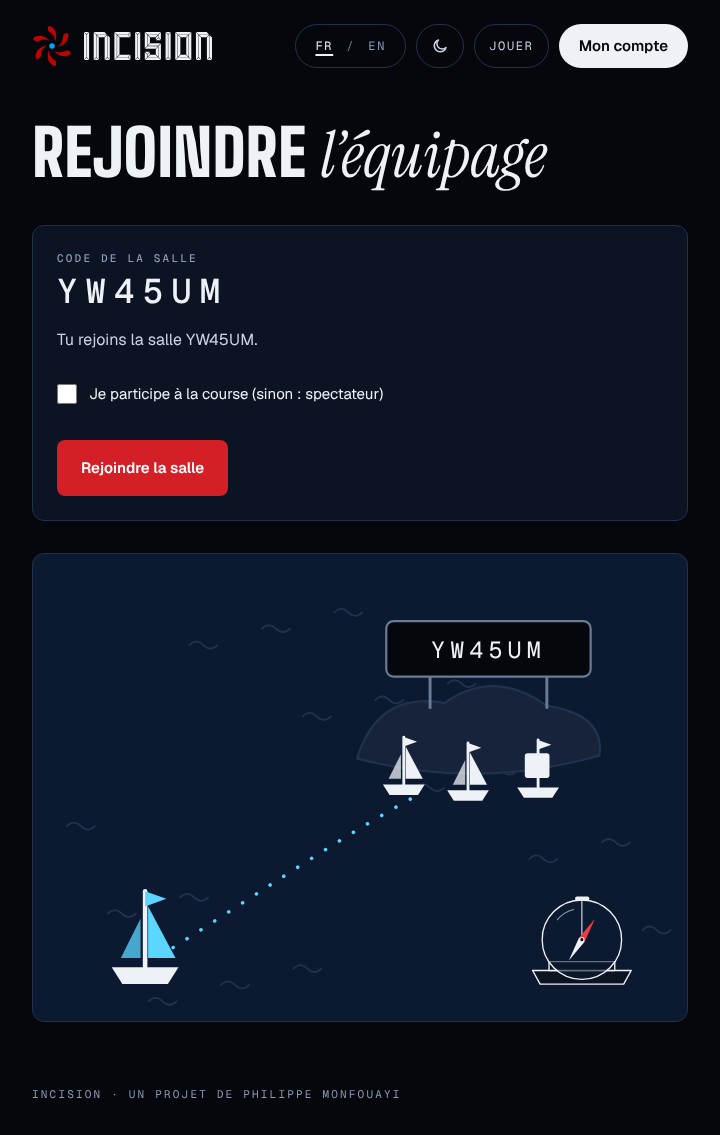 INCISION
FR / EN
JOUER
Mon compte
REJOINDRE l’équipage
CODE DE LA SALLE
YW45UM
Tu rejoins la salle YW45UM.
Je participe à la course (sinon : spectateur)
Rejoindre la salle
YW45UM
INCISION · UN PROJET DE PHILIPPE MONFOUAYI